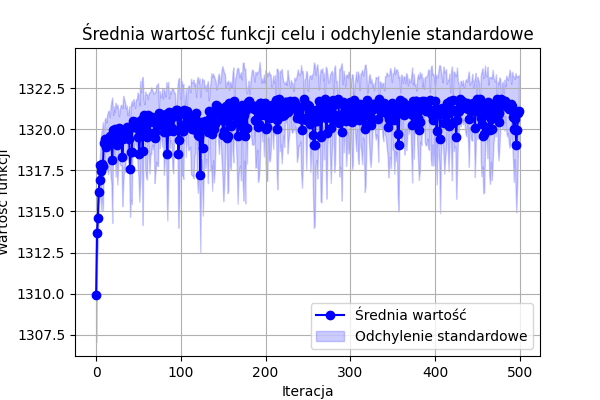 Średnia wartość funkcji celu i odchylenie standardowe
1322.5
1320.0
1317.5
1315.0
1312.5
1310.0
1307.5
Wartość funkcji
Średnia wartość
Odchylenie standardowe
0
100
200
300
400
500
Iteracja